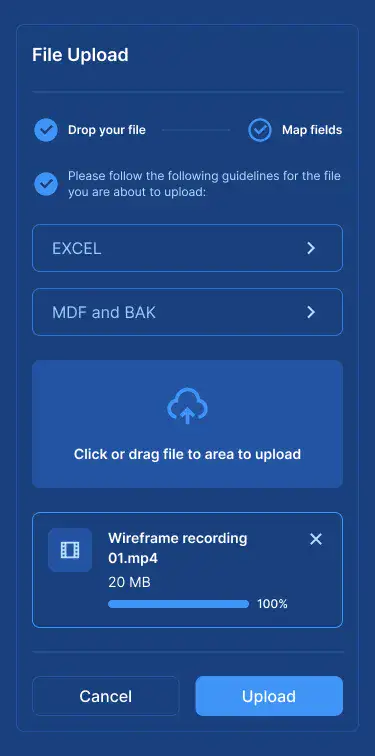 File Upload
Drop your file
Map fields
Please follow the following guidelines for the file
you are about to upload:
EXCEL
MDF and BAK
Click or drag file to area to upload
Wireframe recording
01.mp4
20 MB
100%
Cancel
Upload